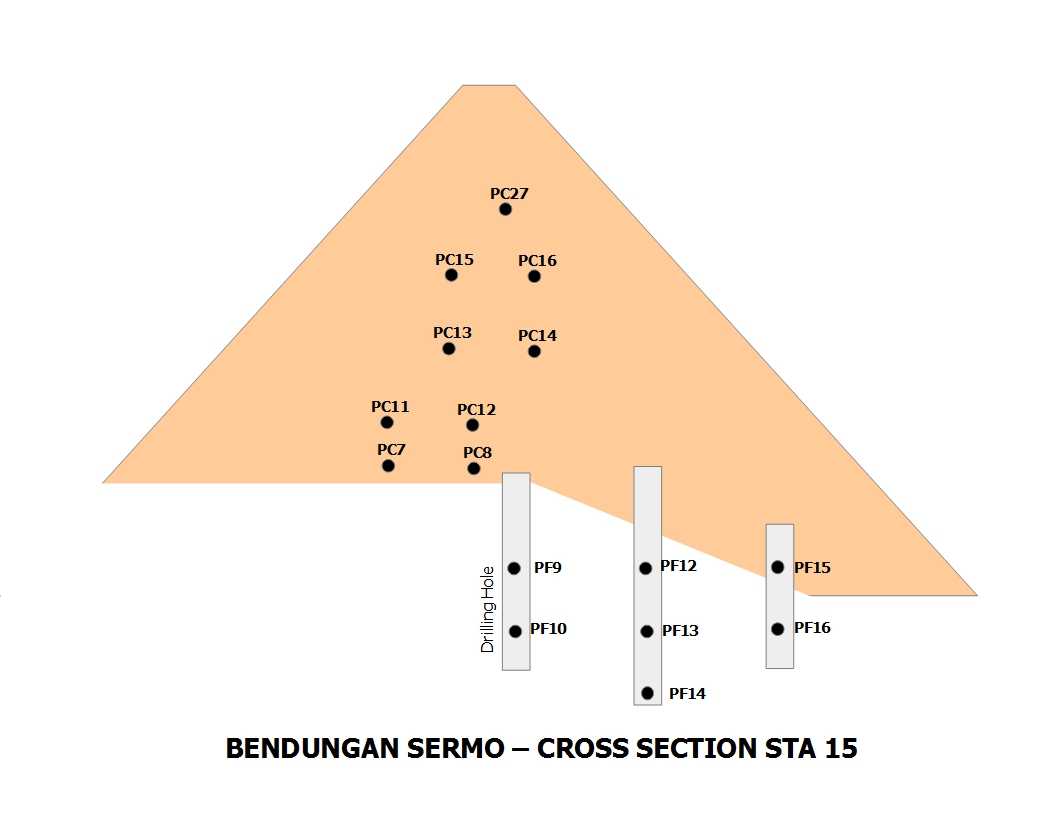 PC27
PC15
PC16
PC13
PC14
PC11
PC12
PC7
PC8
Drilling Hole
PF9
PF12
PF15
PF10
PF13
PF16
PF14
BENDUNGAN SERMO – CROSS SECTION STA 15